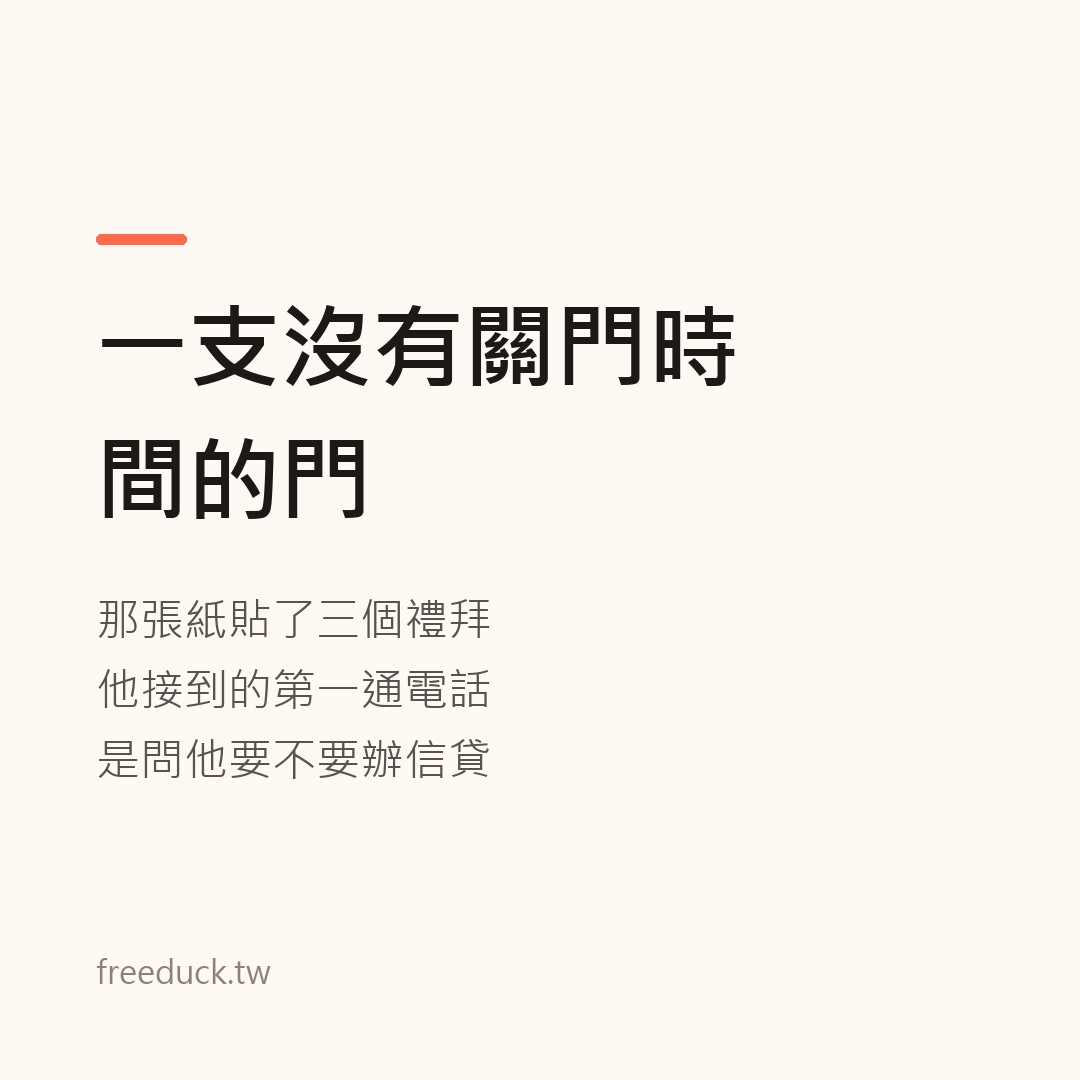 一支沒有關門時
間的門
那張紙貼了三個禮拜
他接到的第一通電話
是問他要不要辦信貸
freeduck.tw